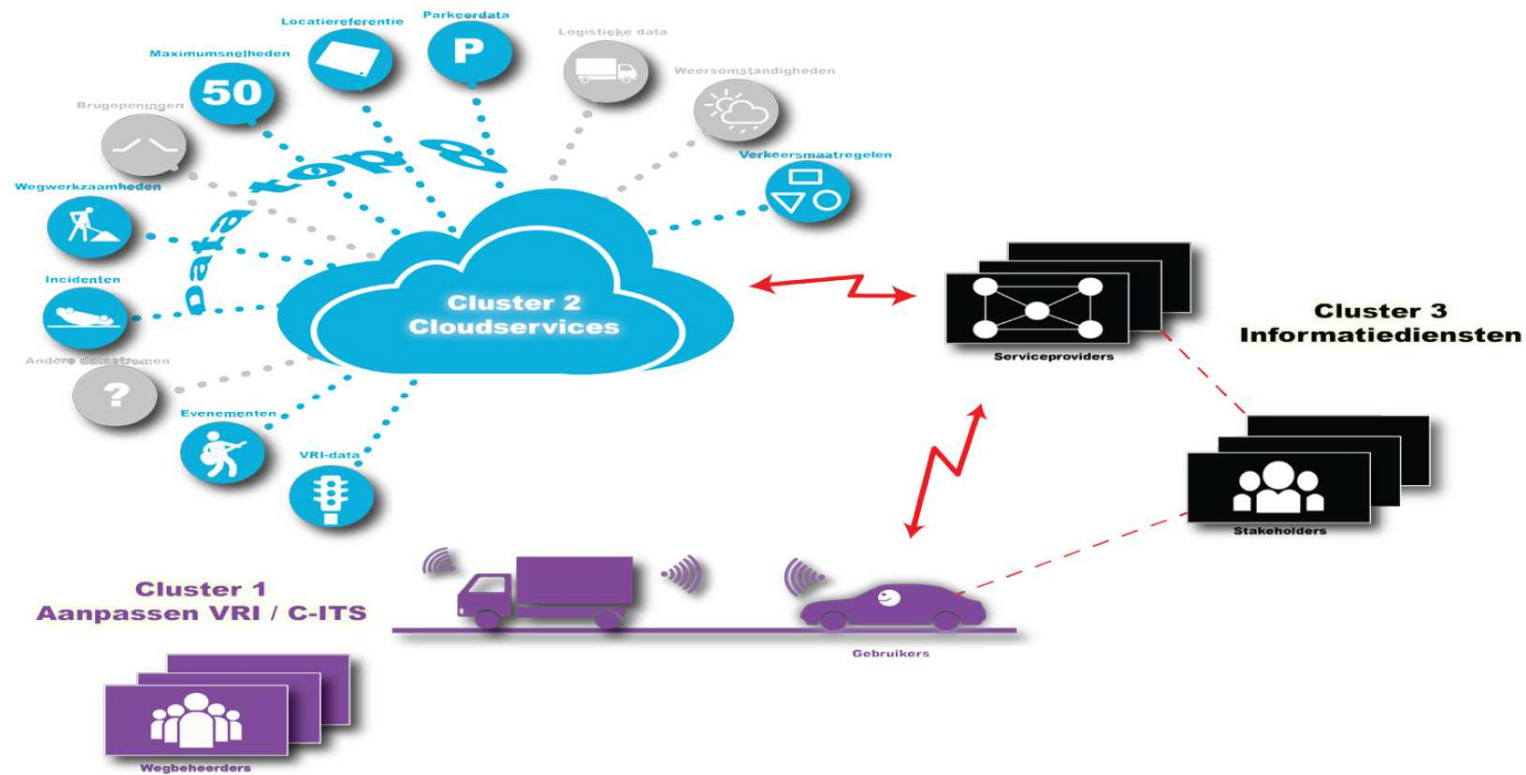 Locatiereferentie
Parkeerdata
P
Logistieke data
Maximumsnelheden
50
Weersomstandigheden
Brugopeningen
Data top 8
Verkeersmaatregelen
Wegwerkzaamheden
Incidenten
Cluster 2
Cloudservices
Cluster 3
Informatiediensten
Serviceproviders
Andere datastromen
?
Evenementen
VRI-data
Stakeholders
Cluster 1
Aanpassen VRI / C-ITS
Gebruikers
Wegbeheerders